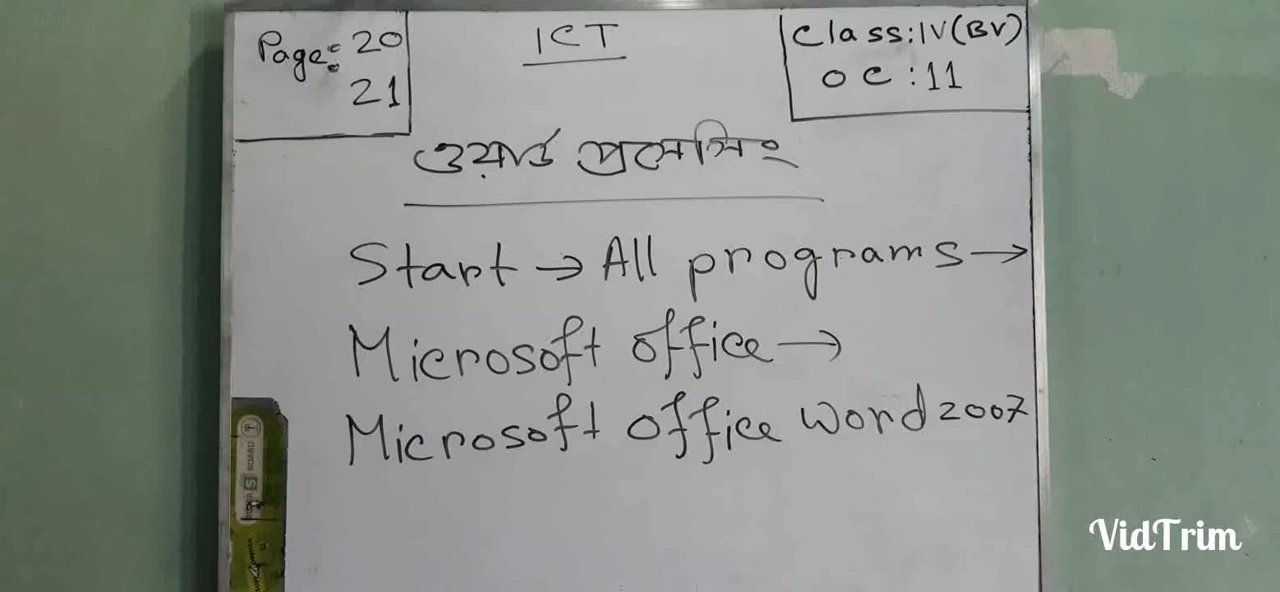 Page: 20
21
ICT
Class: IV(BV)
OC: 11
ওয়ার্ড প্রসেসিং
Start → All programs →
Microsoft office →
Microsoft office word 2007
BOARD
VidTrim